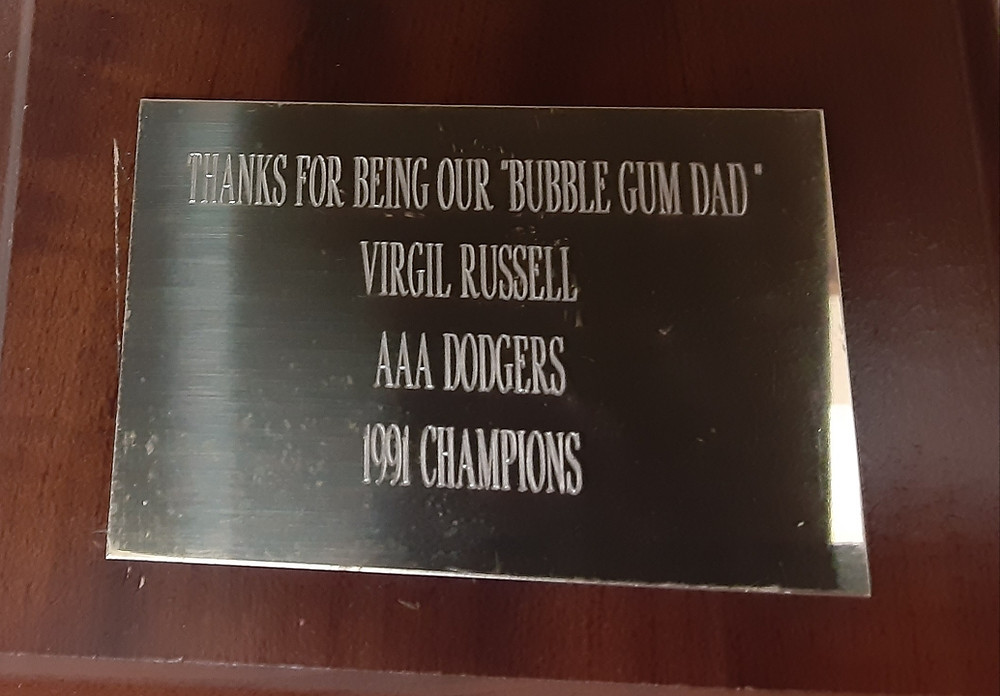 THANKS FOR BEING OUR "BUBBLE GUM DAD"
VIRGIL RUSSELL
AAA DODGERS
1991 CHAMPIONS